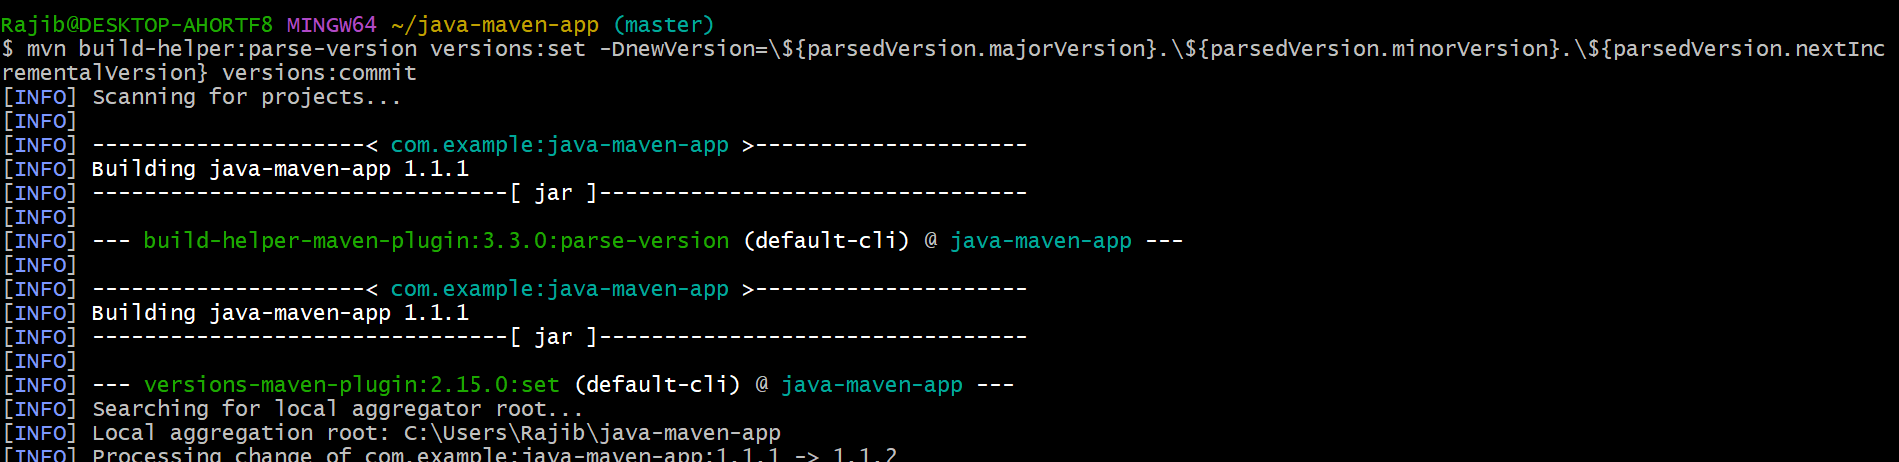 Rajib@DESKTOP-AHORTF8 MINGW64 ~/java-maven-app (master)
$ mvn build-helper:parse-version versions:set -DnewVersion=\${parsedVersion.majorVersion}.\${parsedVersion.minorVersion}.\${parsedVersion.nextInc
rementalVersion} versions:commit
[INFO] Scanning for projects...
[INFO]
[INFO] ---------------------< com.example:java-maven-app >---------------------
[INFO] Building java-maven-app 1.1.1
[INFO] --------------------------------[ jar ]---------------------------------
[INFO]
[INFO] --- build-helper-maven-plugin:3.3.0:parse-version (default-cli) @ java-maven-app ---
[INFO]
[INFO] ---------------------< com.example:java-maven-app >---------------------
[INFO] Building java-maven-app 1.1.1
[INFO] --------------------------------[ jar ]---------------------------------
[INFO]
[INFO] --- versions-maven-plugin:2.15.0:set (default-cli) @ java-maven-app ---
[INFO] Searching for local aggregator root...
[INFO] Local aggregation root: C:\Users\Rajib\java-maven-app
[INFO] Processing change of com.example:java-maven-app:1.1.1 -> 1.1.2